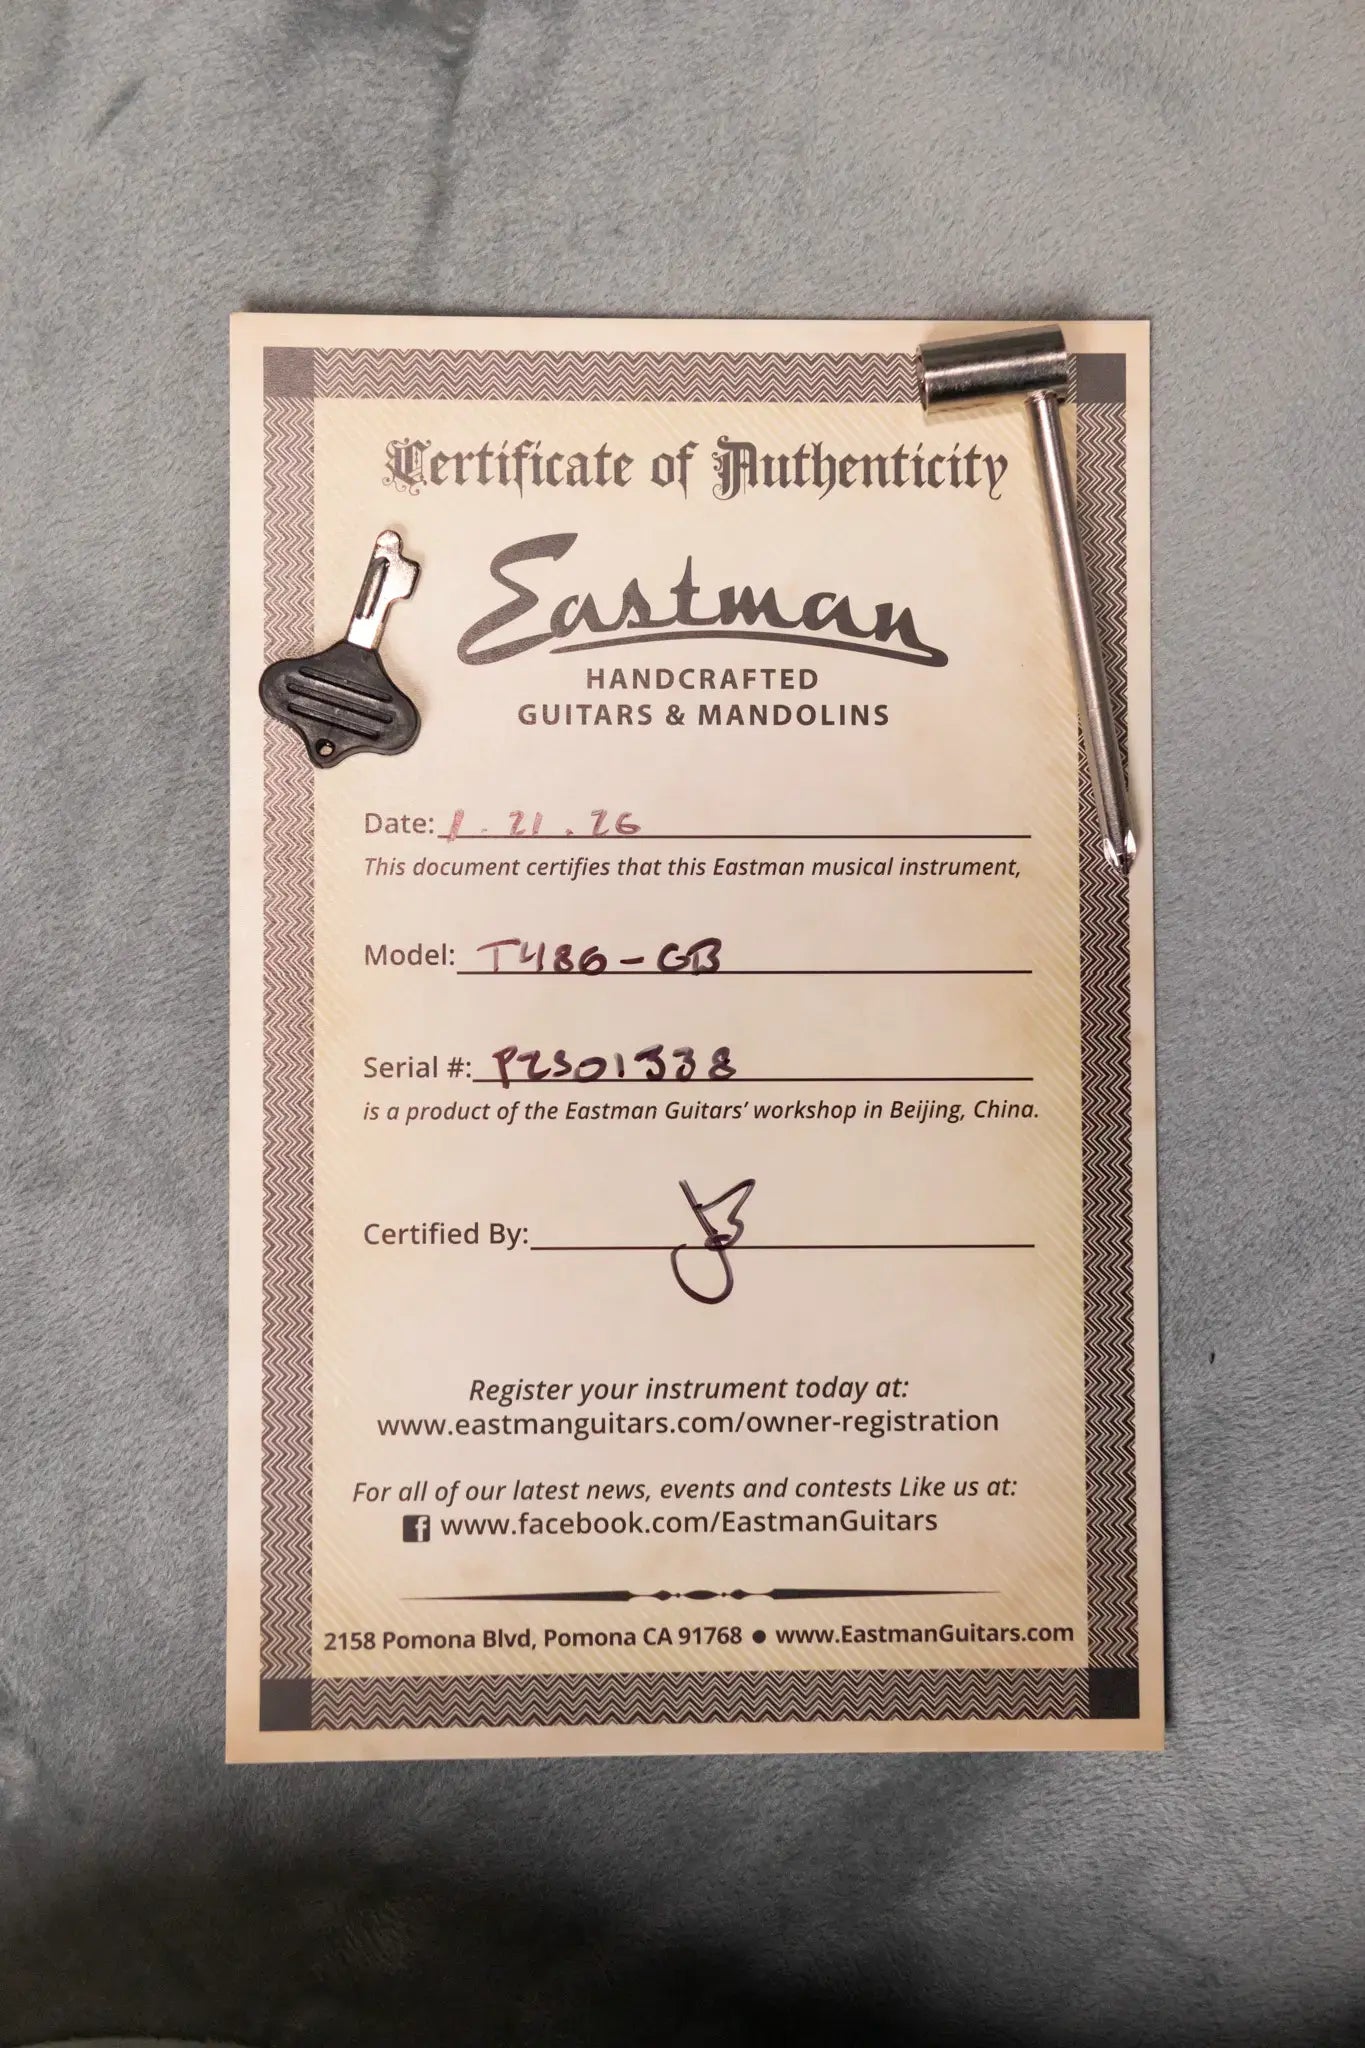 Certificate of Authenticity
Eastman
HANDCRAFTED
GUITARS & MANDOLINS
Date: 1.21.26
This document certifies that this Eastman musical instrument,
Model: T486-GB
Serial #: P2501338
is a product of the Eastman Guitars' workshop in Beijing, China.
Certified By:
Register your instrument today at:
www.eastmanguitars.com/owner-registration
For all of our latest news, events and contests Like us at:
f www.facebook.com/EastmanGuitars
2158 Pomona Blvd, Pomona CA 91768 ● www.EastmanGuitars.com